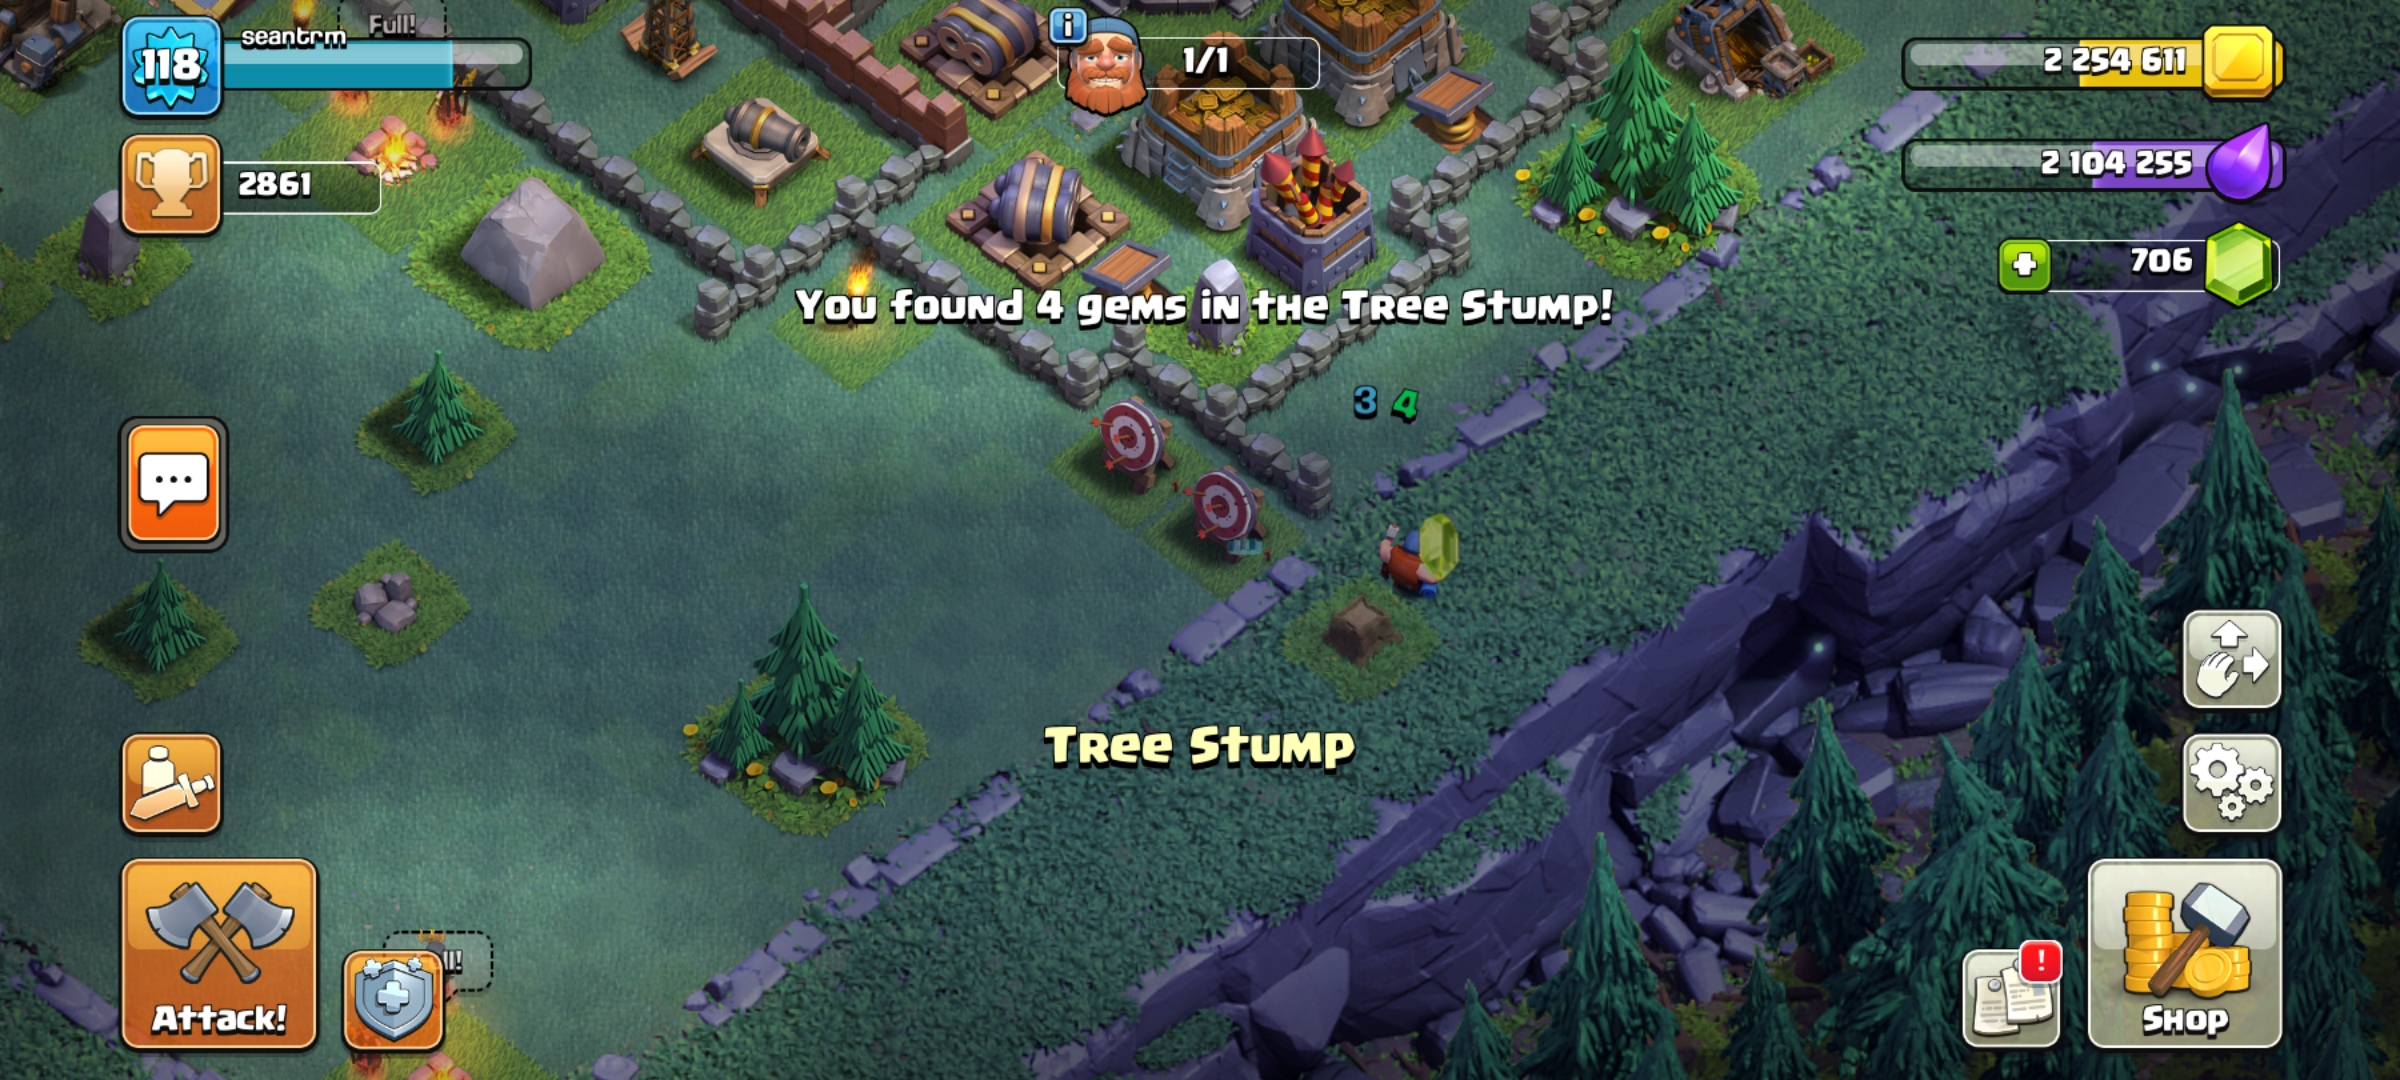 seantrm
Full!
118
1/1
2 254 611
2861
2 104 255
706
You found 4 gems in the Tree Stump!
3 4
Tree Stump
Attack!
Shop